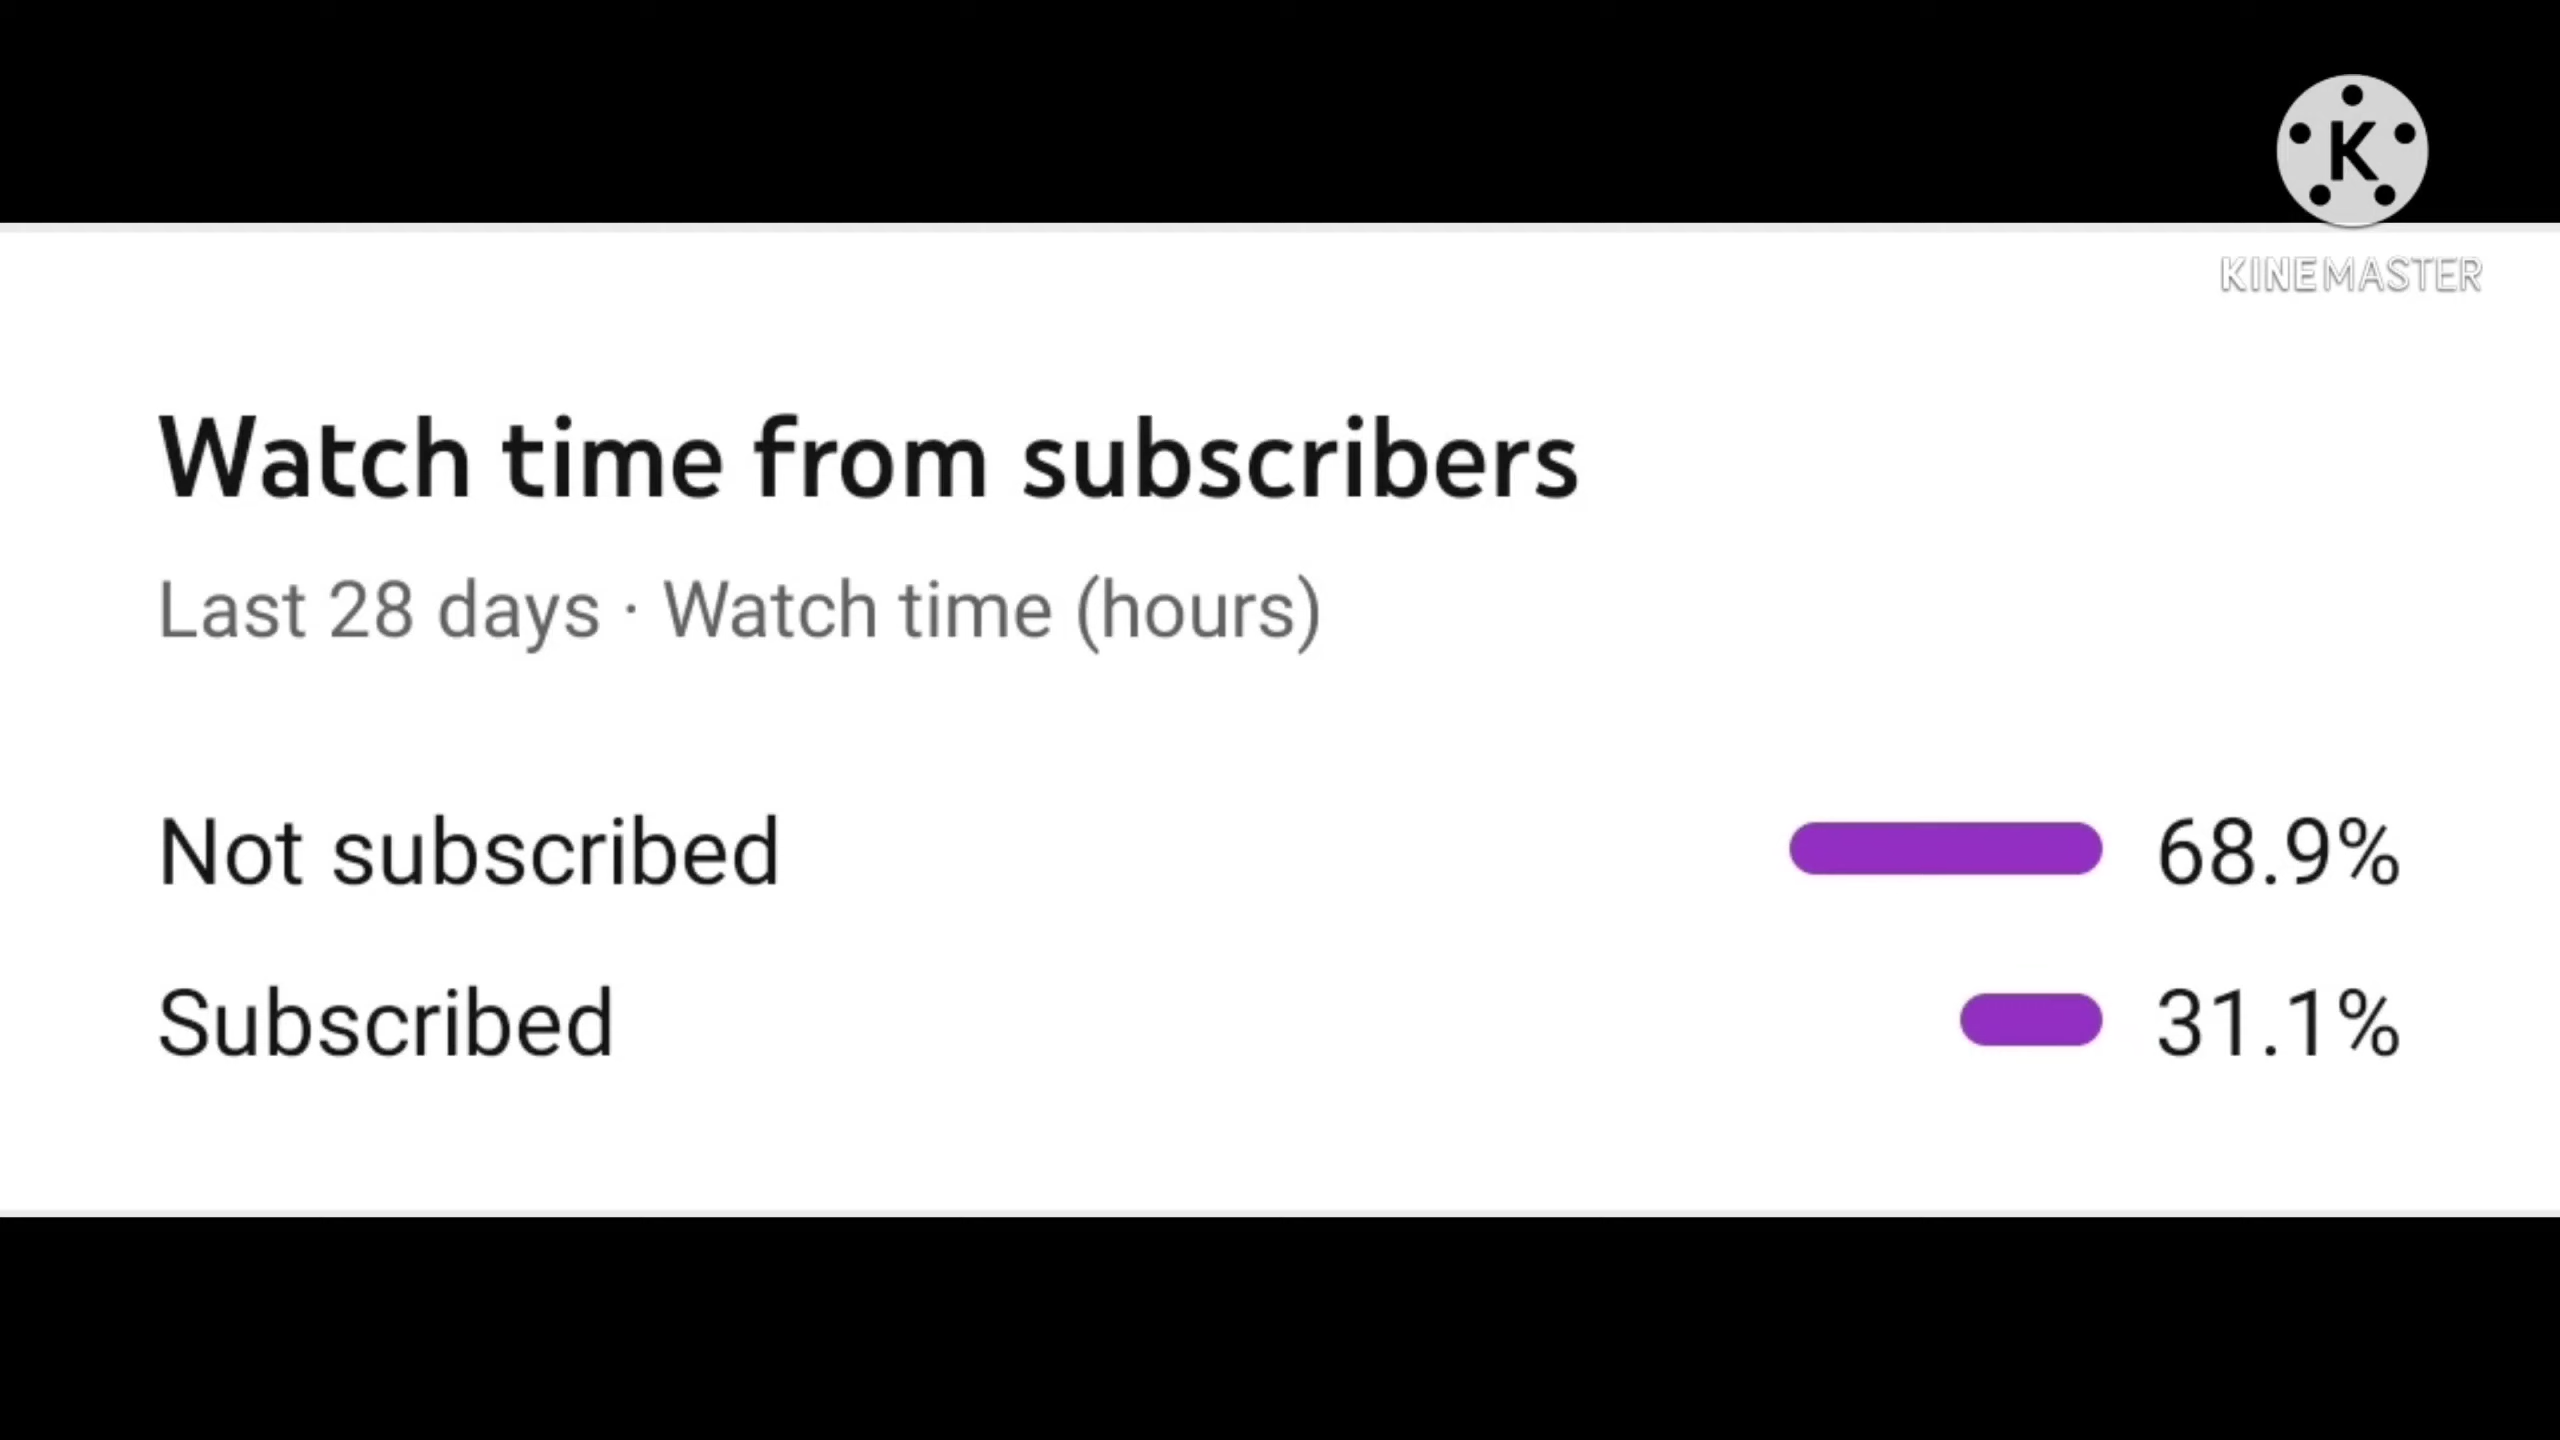 K
KINEMASTER
Watch time from subscribers
Last 28 days · Watch time (hours)
Not subscribed 68.9%
Subscribed 31.1%